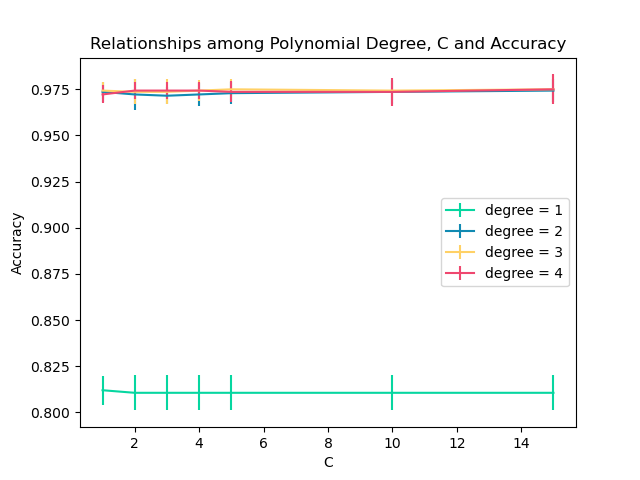 Relationships among Polynomial Degree, C and Accuracy
0.975
0.950
0.925
0.900
0.875
0.850
0.825
0.800
Accuracy
degree = 1
degree = 2
degree = 3
degree = 4
2 4 6 8 10 12 14
C